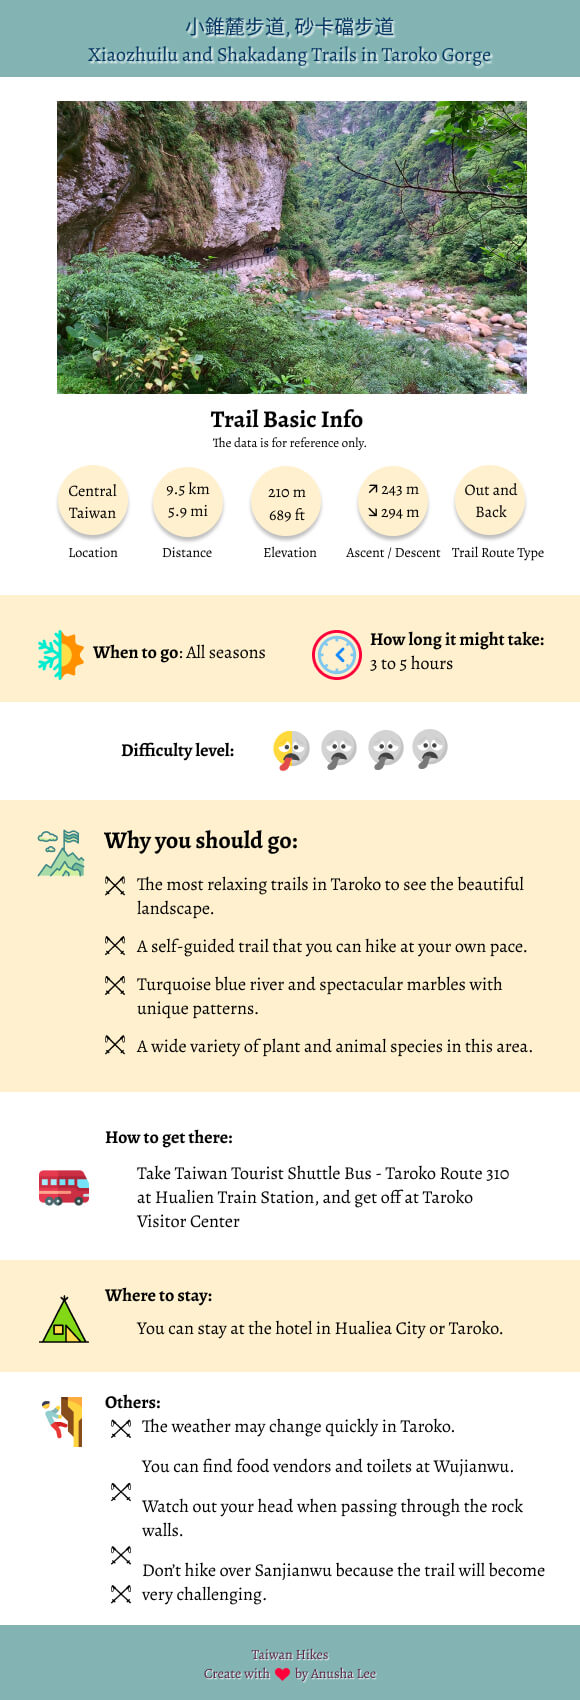 小錐麓步道, 砂卡礑步道
Xiaozhuilu and Shakadang Trails in Taroko Gorge
Trail Basic Info
The data is for reference only.
Central
Taiwan
Location
9.5 km
5.9 mi
Distance
210 m
689 ft
Elevation
↗ 243 m
↘ 294 m
Ascent / Descent
Out and
Back
Trail Route Type
When to go: All seasons
How long it might take:
3 to 5 hours
Difficulty level:
Why you should go:
The most relaxing trails in Taroko to see the beautiful
landscape.
A self-guided trail that you can hike at your own pace.
Turquoise blue river and spectacular marbles with
unique patterns.
A wide variety of plant and animal species in this area.
How to get there:
Take Taiwan Tourist Shuttle Bus - Taroko Route 310
at Hualien Train Station, and get off at Taroko
Visitor Center
Where to stay:
You can stay at the hotel in Hualiea City or Taroko.
Others:
The weather may change quickly in Taroko.
You can find food vendors and toilets at Wujianwu.
Watch out your head when passing through the rock
walls.
Don't hike over Sanjianwu because the trail will become
very challenging.
Taiwan Hikes
Create with ❤ by Anusha Lee